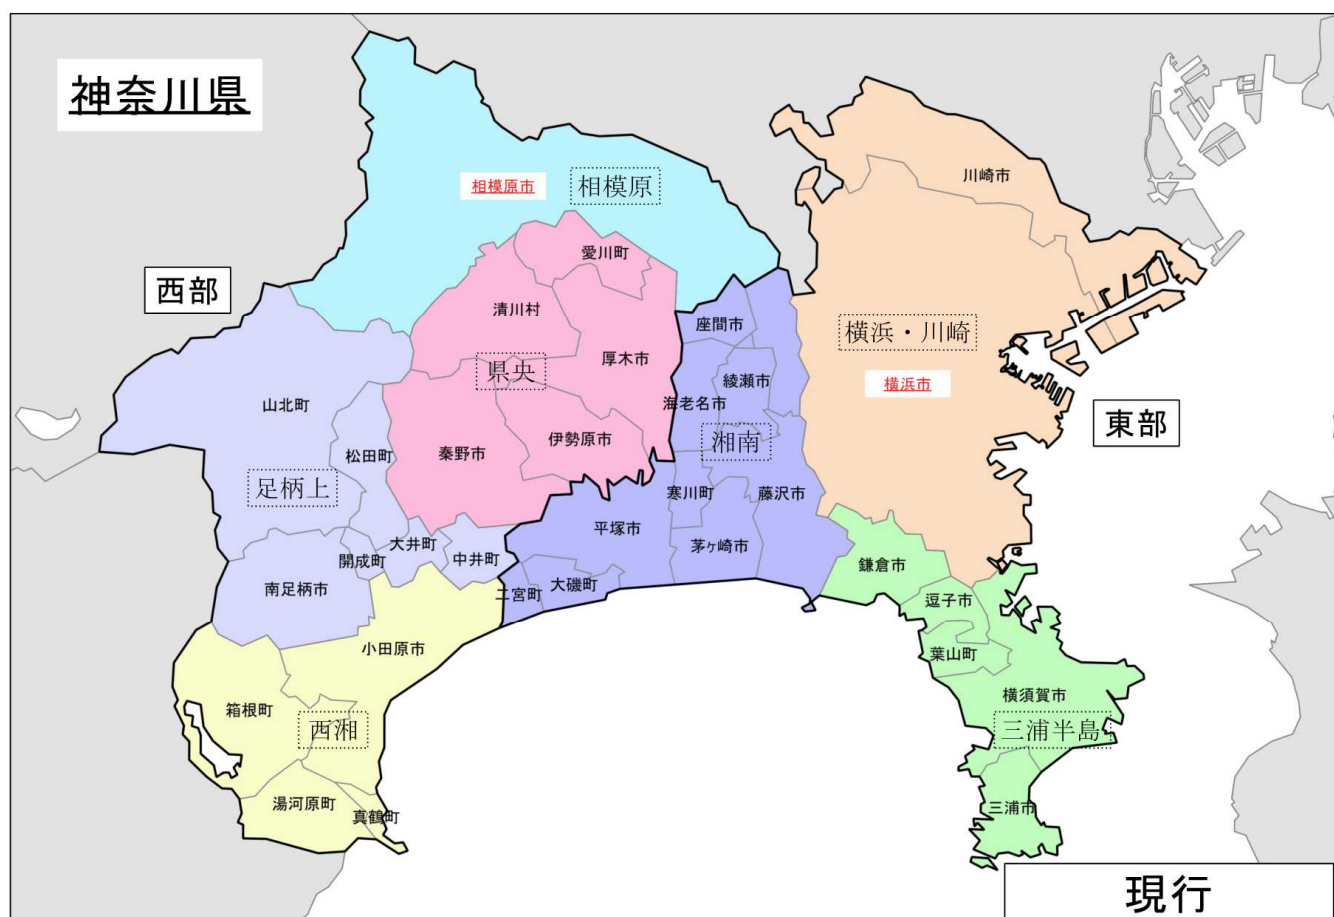 神奈川県
川崎市
相模原市
相模原
愛川町
西部
清川村
座間市
横浜・川崎
厚木市
県央
綾瀬市
横浜市
山北町
海老名市
東部
伊勢原市
湘南
松田町
秦野市
足柄上
寒川町
藤沢市
平塚市
大井町
茅ヶ崎市
開成町
中井町
鎌倉市
南足柄市
大磯町
二宮町
逗子市
小田原市
葉山町
横須賀市
箱根町
西湘
三浦半島
湯河原町
真鶴町
三浦市
現行